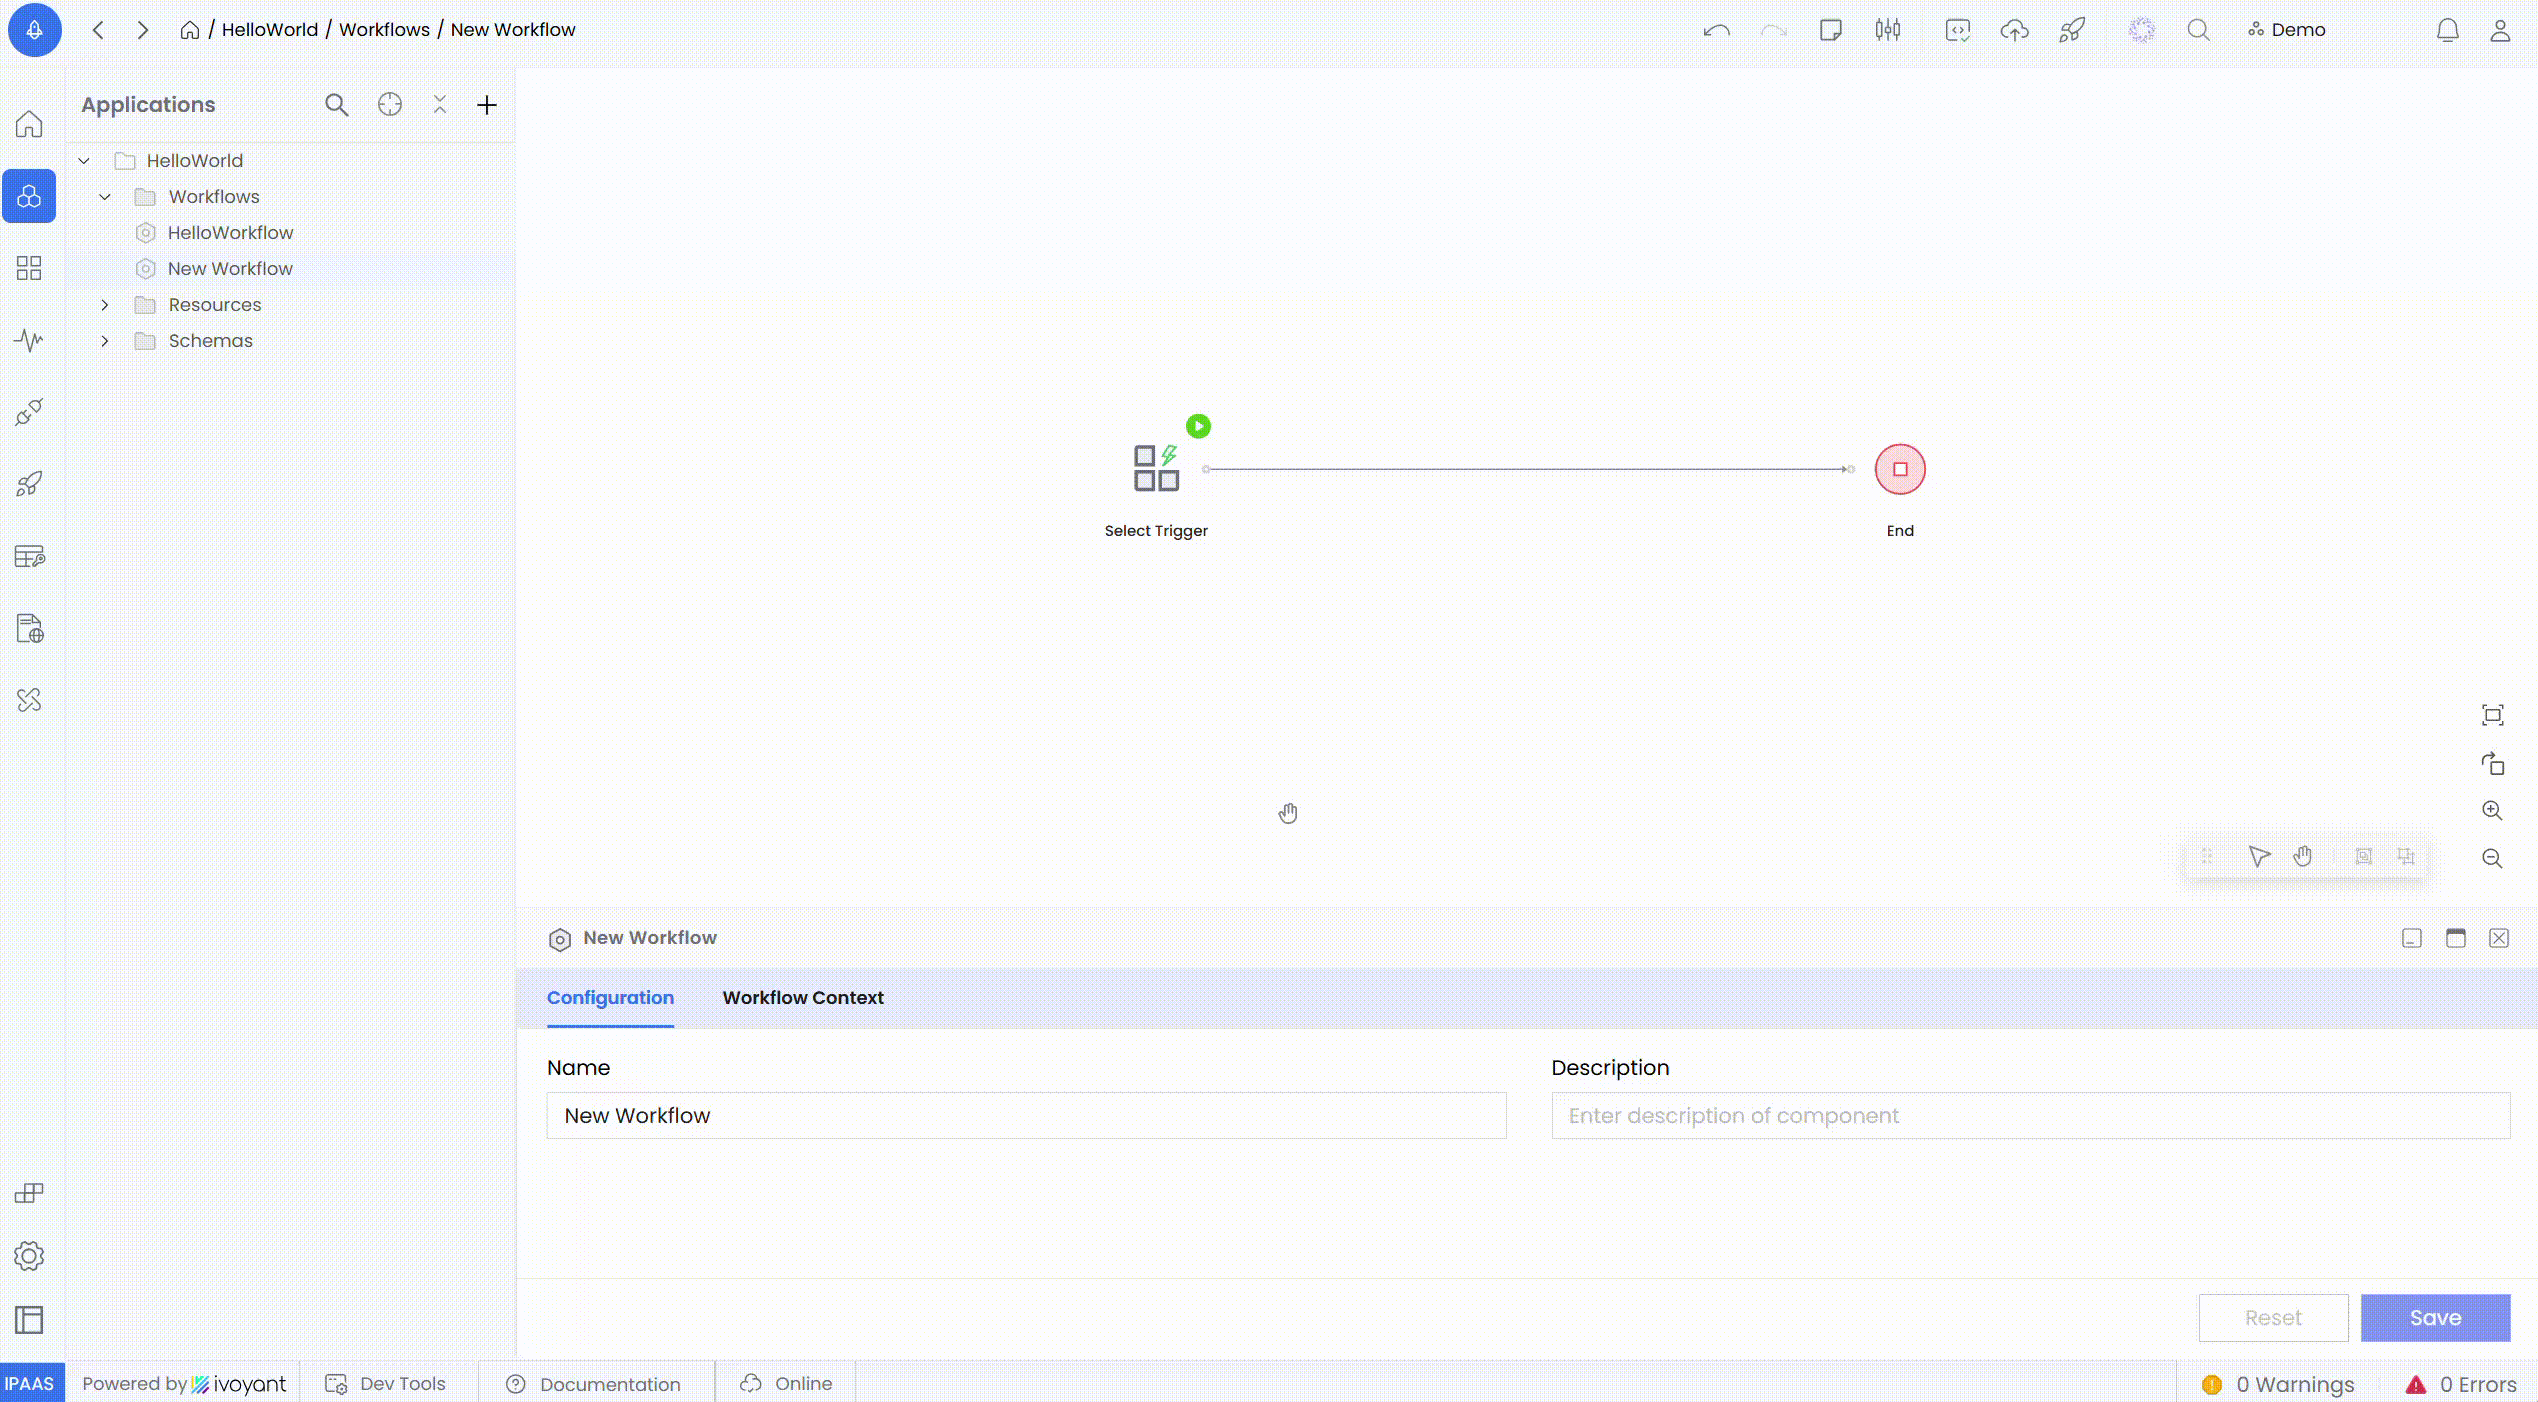 / HelloWorld / Workflows / New Workflow
Demo
Applications
HelloWorld
Workflows
HelloWorkflow
New Workflow
Resources
Schemas
Select Trigger
End
New Workflow
Configuration
Workflow Context
Name
Description
New Workflow
Enter description of component
Reset
Save
IPAAS
Powered by ivoyant
Dev Tools
Documentation
Online
0 Warnings
0 Errors